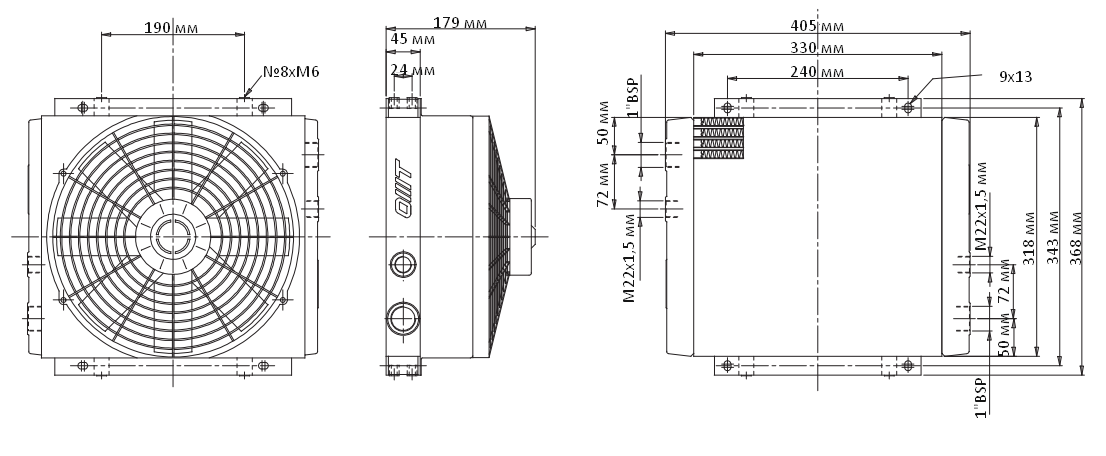 190 мм
№8xM6
179 мм
45 мм
24 мм
OMT
405 мм
330 мм
240 мм
9x13
1"BSP
50 мм
72 мм
M22x1,5 мм
M22x1,5 мм
72 мм
50 мм
1"BSP
318 мм
343 мм
368 мм